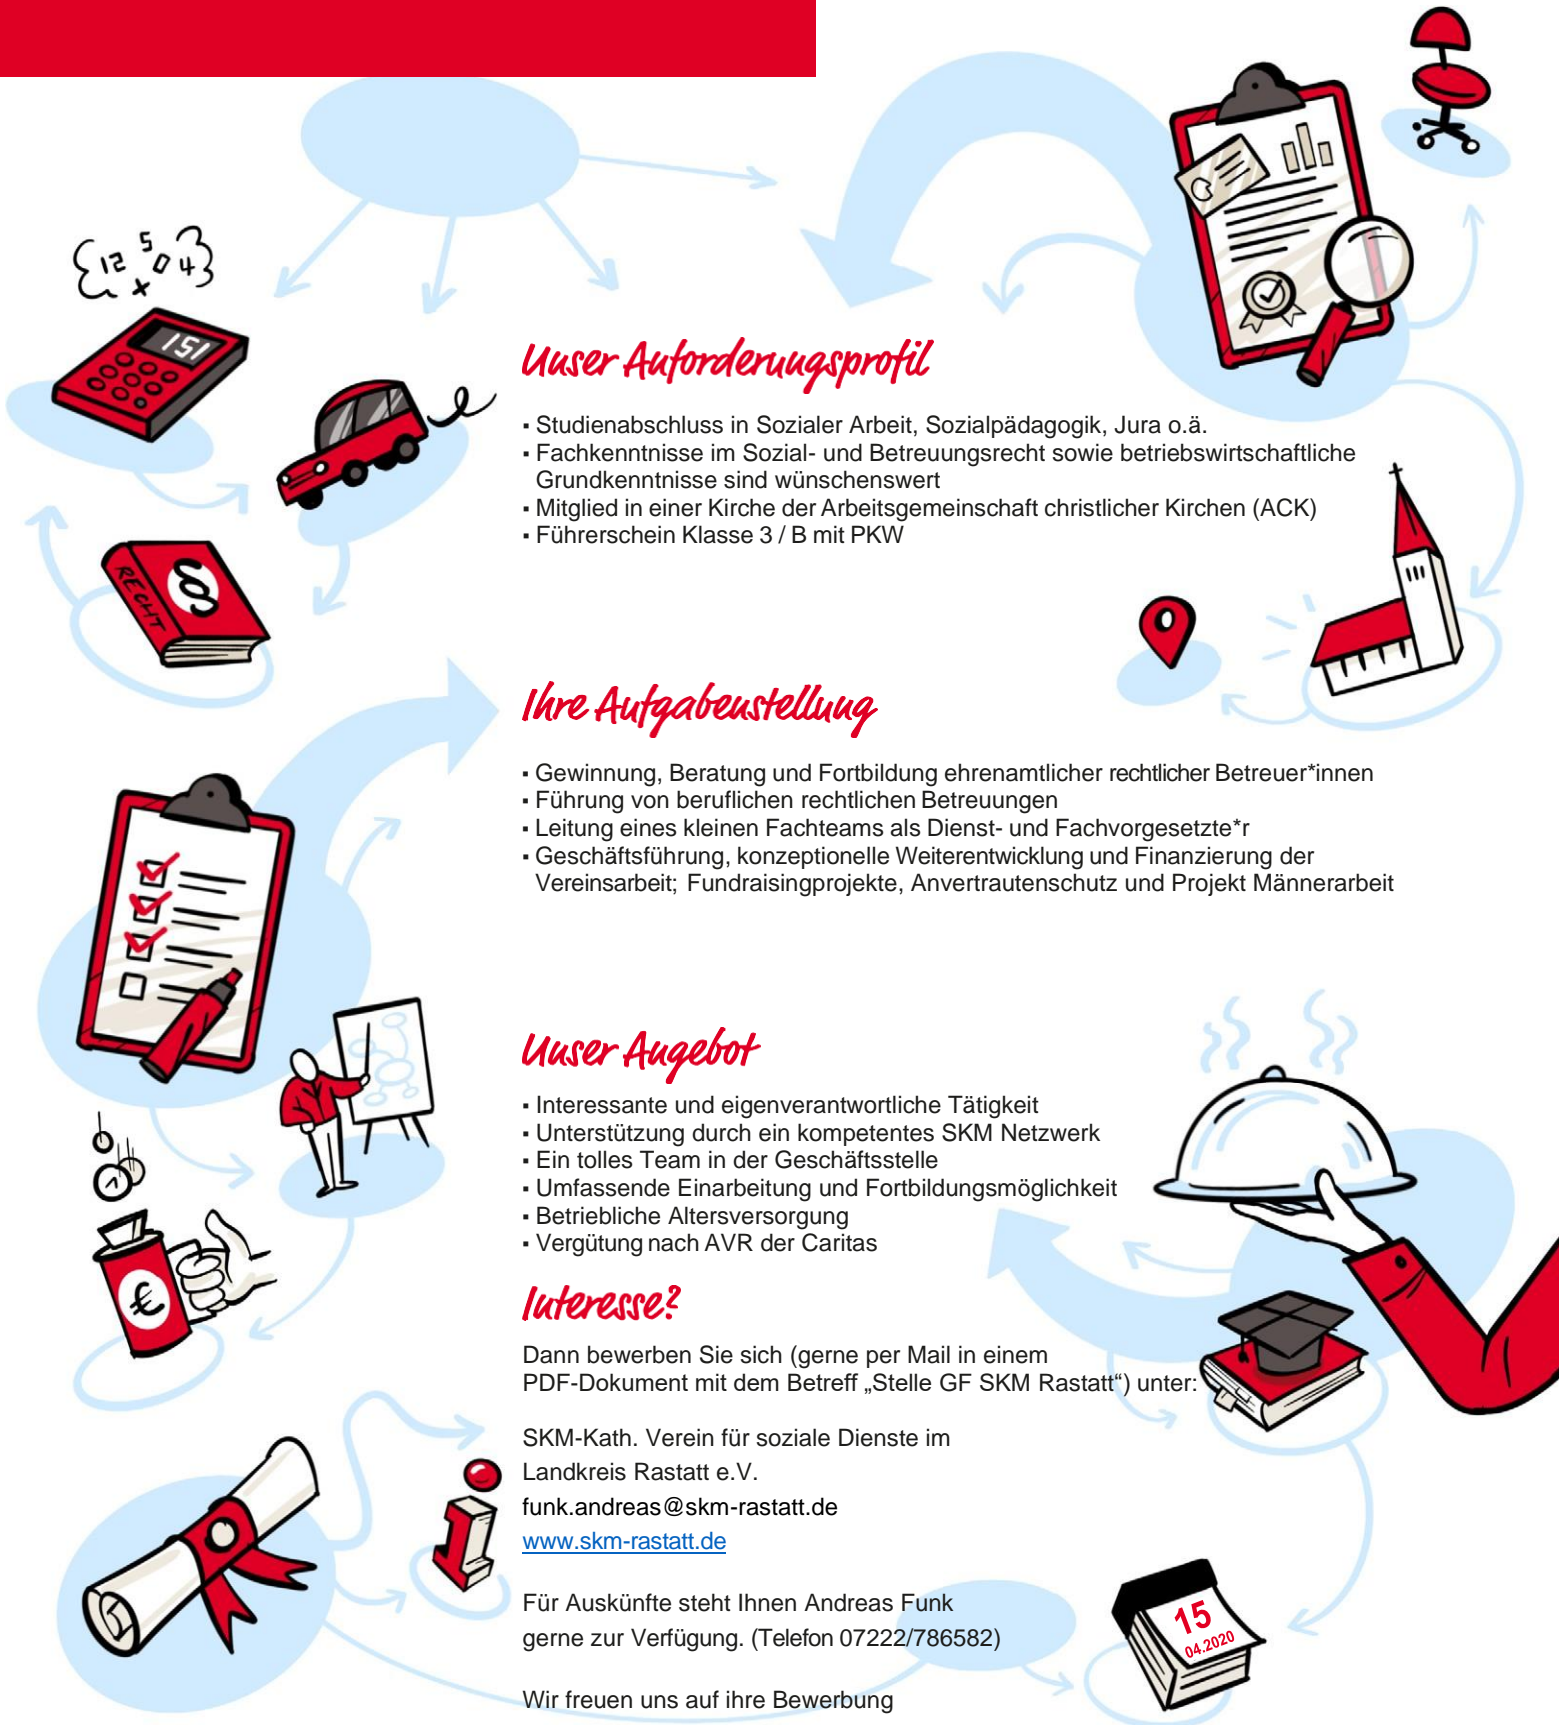 12 5 0 4
x
151
RECHT
§
Unser Anforderungsprofil
▪ Studienabschluss in Sozialer Arbeit, Sozialpädagogik, Jura o.ä.
▪ Fachkenntnisse im Sozial- und Betreuungsrecht sowie betriebswirtschaftliche
Grundkenntnisse sind wünschenswert
▪ Mitglied in einer Kirche der Arbeitsgemeinschaft christlicher Kirchen (ACK)
▪ Führerschein Klasse 3 / B mit PKW
Ihre Aufgabenstellung
▪ Gewinnung, Beratung und Fortbildung ehrenamtlicher rechtlicher Betreuer*innen
▪ Führung von beruflichen rechtlichen Betreuungen
▪ Leitung eines kleinen Fachteams als Dienst- und Fachvorgesetzte*r
▪ Geschäftsführung, konzeptionelle Weiterentwicklung und Finanzierung der
Vereinsarbeit; Fundraisingprojekte, Anvertrautenschutz und Projekt Männerarbeit
Unser Angebot
▪ Interessante und eigenverantwortliche Tätigkeit
▪ Unterstützung durch ein kompetentes SKM Netzwerk
▪ Ein tolles Team in der Geschäftsstelle
▪ Umfassende Einarbeitung und Fortbildungsmöglichkeit
▪ Betriebliche Altersversorgung
▪ Vergütung nach AVR der Caritas
€
Interesse?
Dann bewerben Sie sich (gerne per Mail in einem
PDF-Dokument mit dem Betreff „Stelle GF SKM Rastatt“) unter:
SKM-Kath. Verein für soziale Dienste im
Landkreis Rastatt e.V.
funk.andreas@skm-rastatt.de
www.skm-rastatt.de
i
Für Auskünfte steht Ihnen Andreas Funk
gerne zur Verfügung. (Telefon 07222/786582)
15
04.2020
Wir freuen uns auf ihre Bewerbung